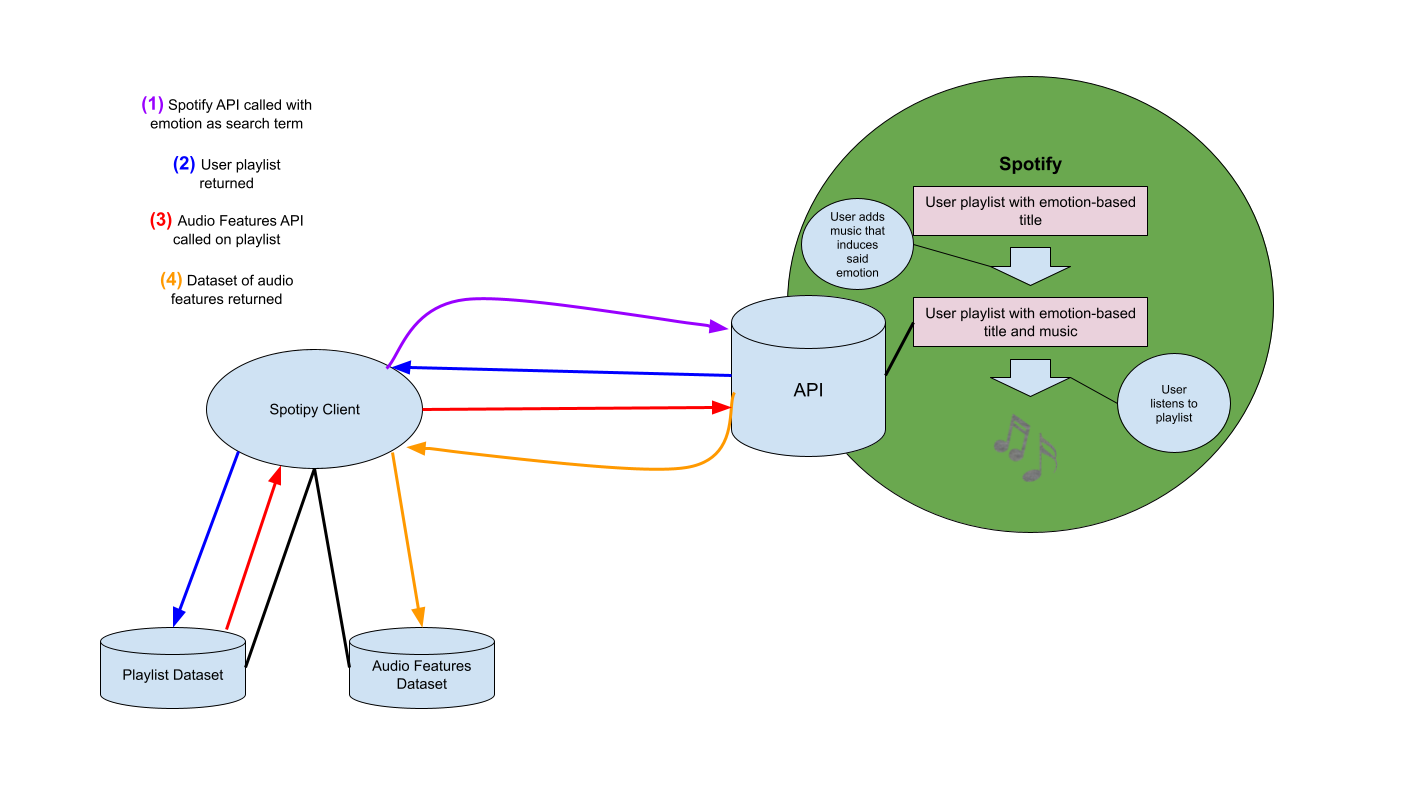 (1) Spotify API called with
emotion as search term
(2) User playlist
returned
(3) Audio Features API
called on playlist
(4) Dataset of audio
features returned
Spotify
User playlist with emotion-based
title
User adds
music that
induces
said
emotion
User playlist with emotion-based
title and music
API
User
listens to
playlist
Spotipy Client
Playlist Dataset
Audio Features
Dataset